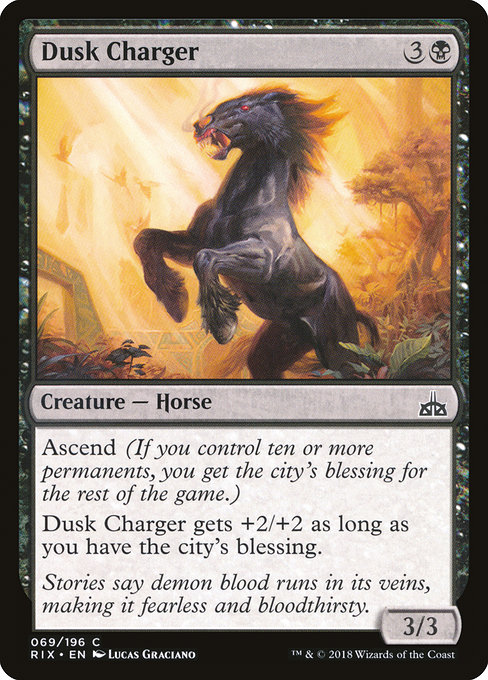 Dusk Charger 3
Creature — Horse
Ascend (If you control ten or more
permanents, you get the city's blessing for
the rest of the game.)
Dusk Charger gets +2/+2 as long as
you have the city's blessing.
Stories say demon blood runs in its veins,
making it fearless and bloodthirsty.
3/3
069/196 C
RIX • EN Lucas Graciano
™ & © 2018 Wizards of the Coast